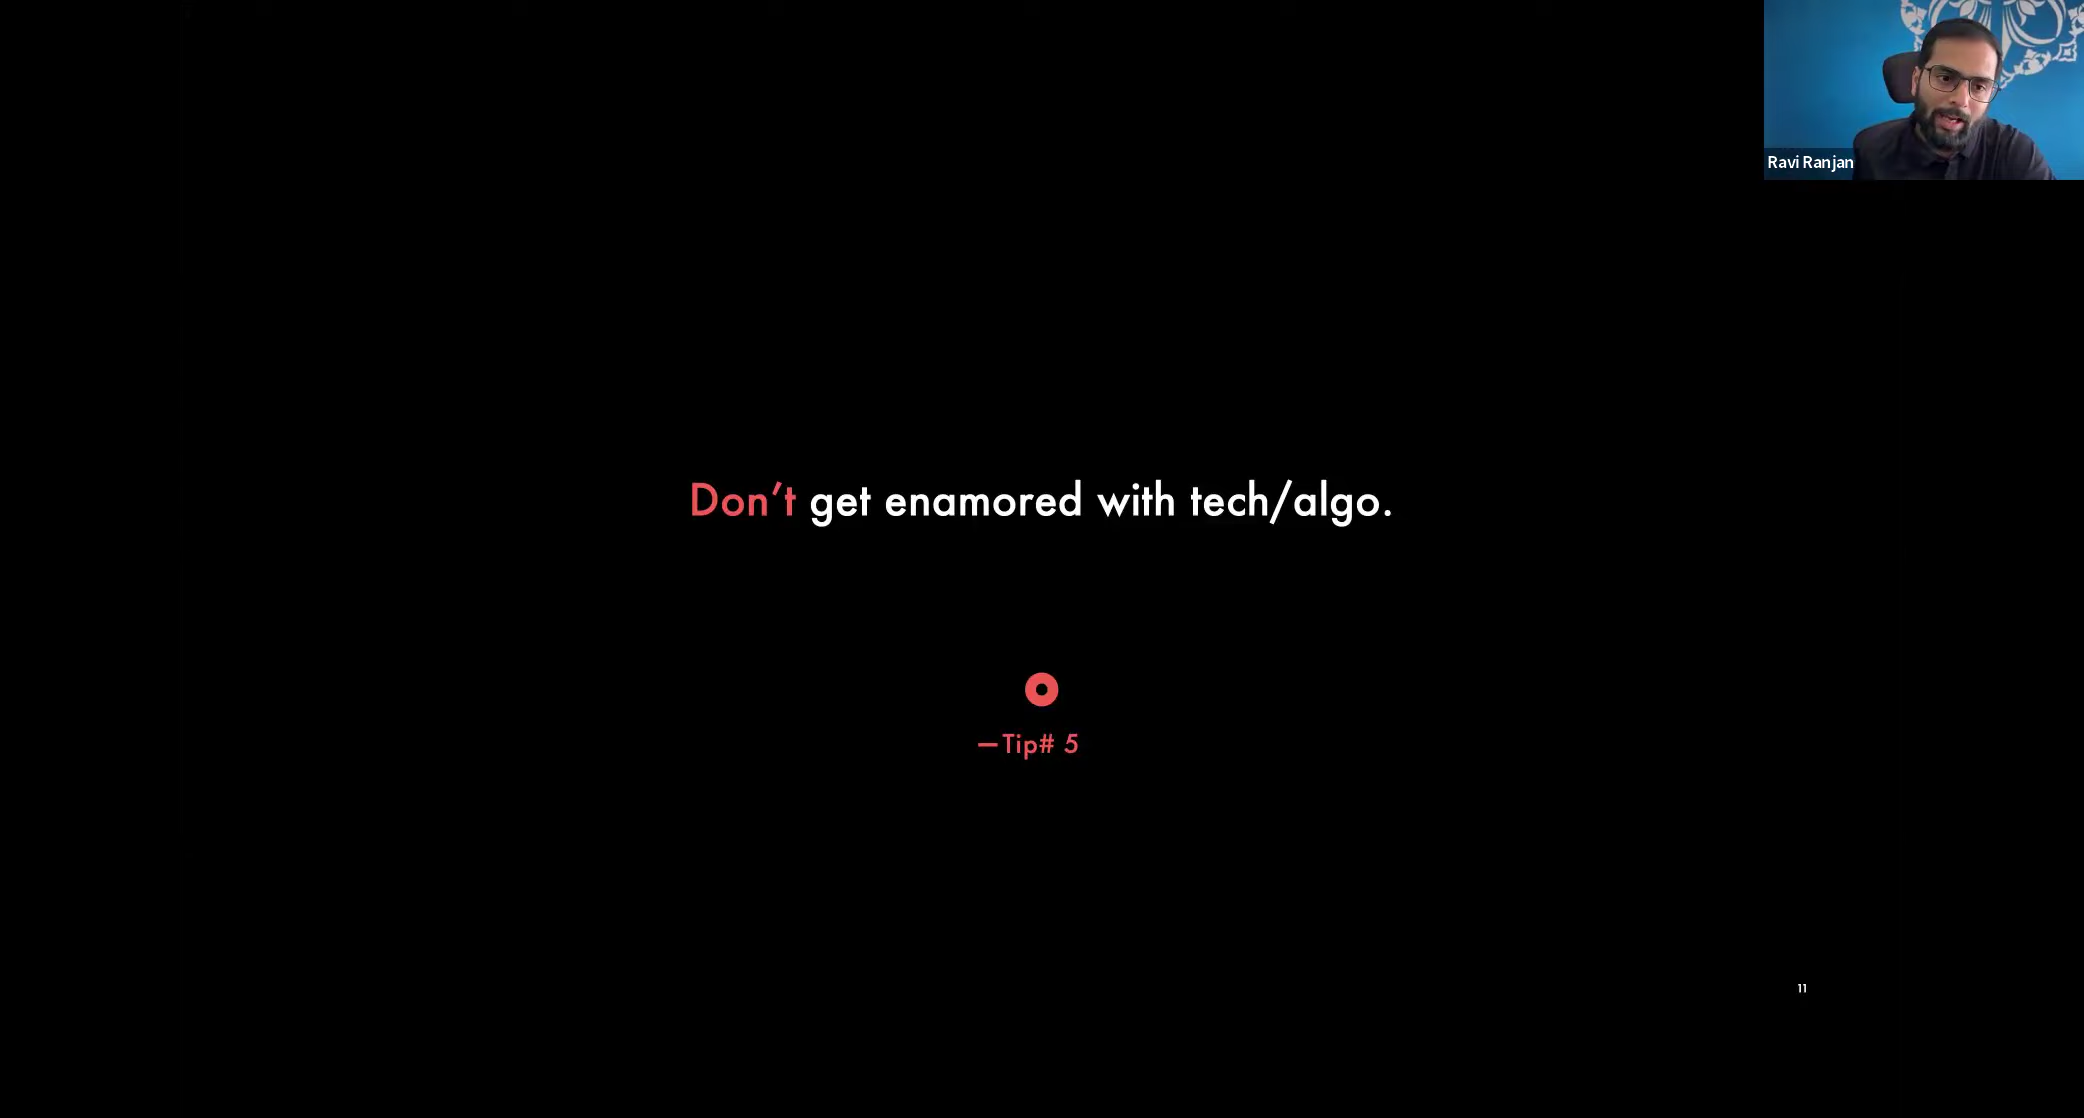 Ravi Ranjan
Don’t get enamored with tech/algo.
—Tip# 5
11